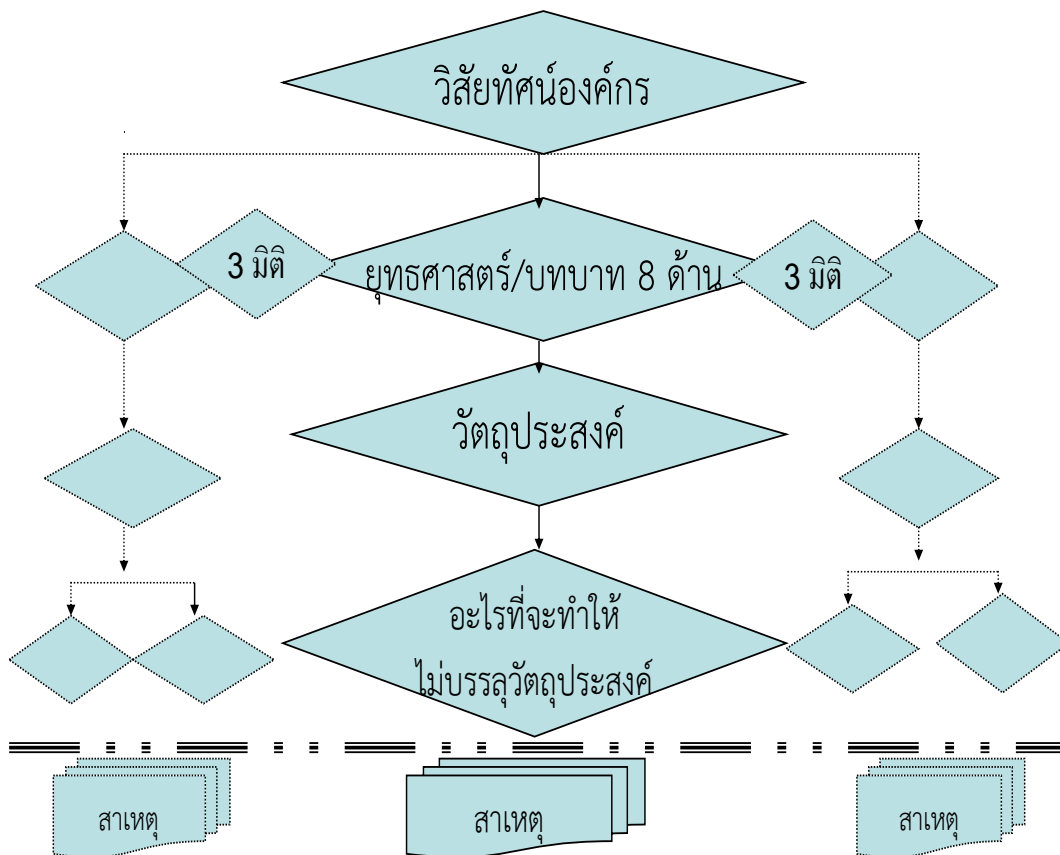 วิสัยทัศน์องค์กร
3 มิติ
ยุทธศาสตร์/บทบาท 8 ด้าน
3 มิติ
วัตถุประสงค์
อะไรที่จะทำให้
ไม่บรรลุวัตถุประสงค์
สาเหตุ
สาเหตุ
สาเหตุ